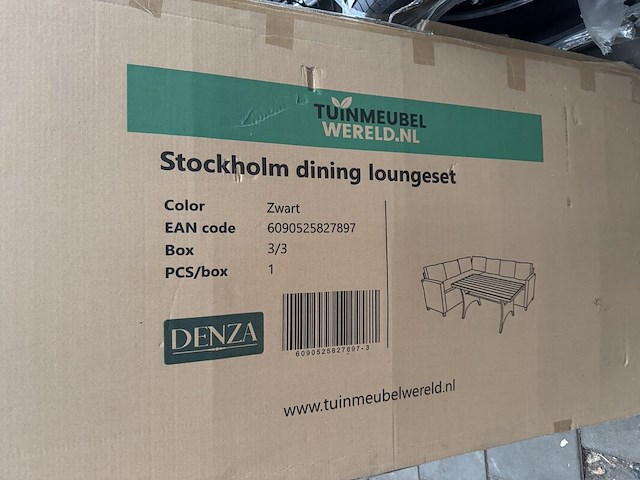 TUINMEUBEL
WERELD.NL
Stockholm dining loungeset
Color Zwart
EAN code 6090525827897
Box 3/3
PCS/box 1
DENZA
6090525827897-3
www.tuinmeubelwereld.nl